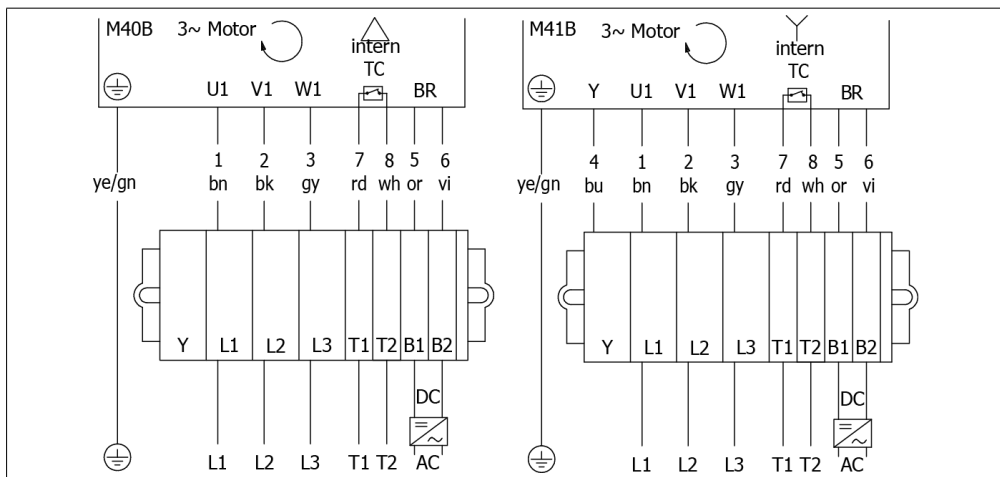 M40B 3~ Motor
intern
TC
U1 V1 W1 BR
1 2 3 7 8 5 6
ye/gn bn bk gy rd wh or vi
Y L1 L2 L3 T1 T2 B1 B2
DC
= ~
L1 L2 L3 T1 T2 AC
M41B 3~ Motor
intern
TC
Y U1 V1 W1 BR
4 1 2 3 7 8 5 6
ye/gn bu bn bk gy rd wh or vi
Y L1 L2 L3 T1 T2 B1 B2
DC
= ~
L1 L2 L3 T1 T2 AC